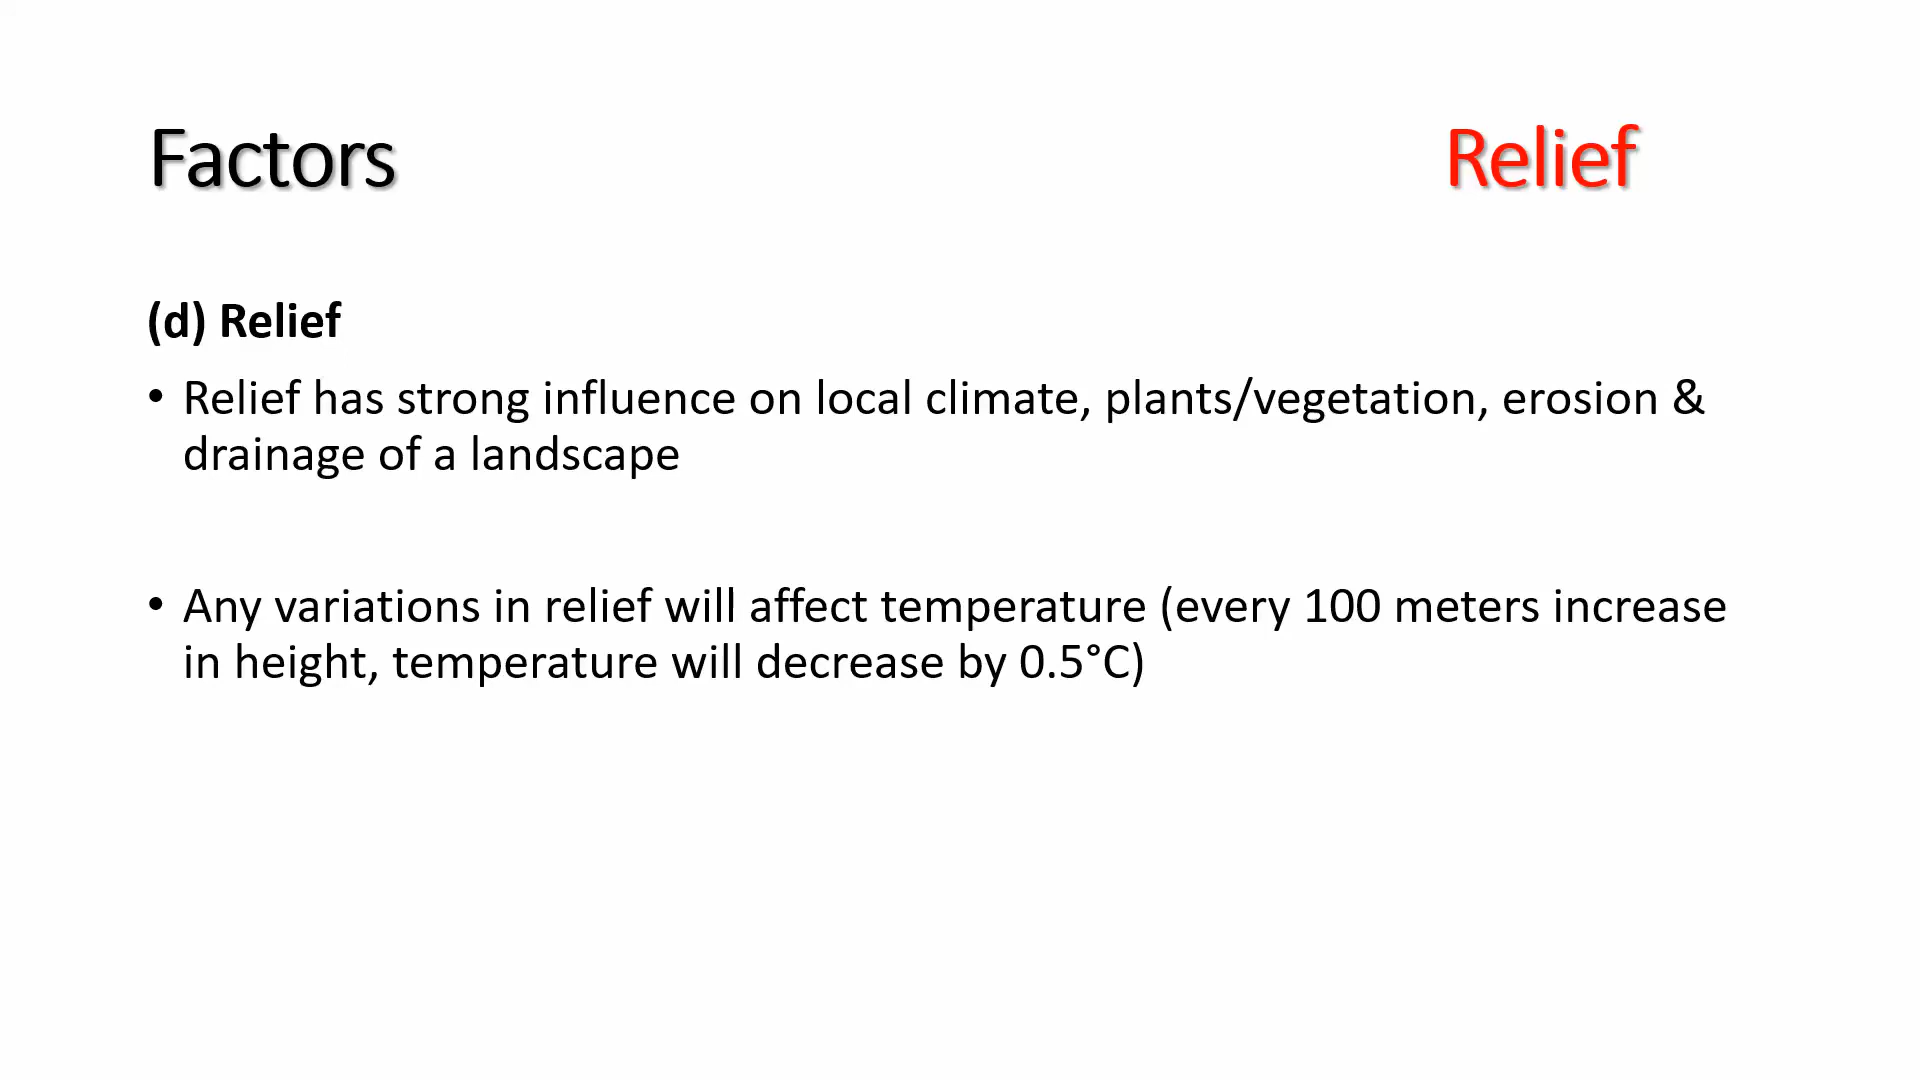 Factors Relief
(d) Relief
• Relief has strong influence on local climate, plants/vegetation, erosion &
drainage of a landscape
• Any variations in relief will affect temperature (every 100 meters increase
in height, temperature will decrease by 0.5°C)